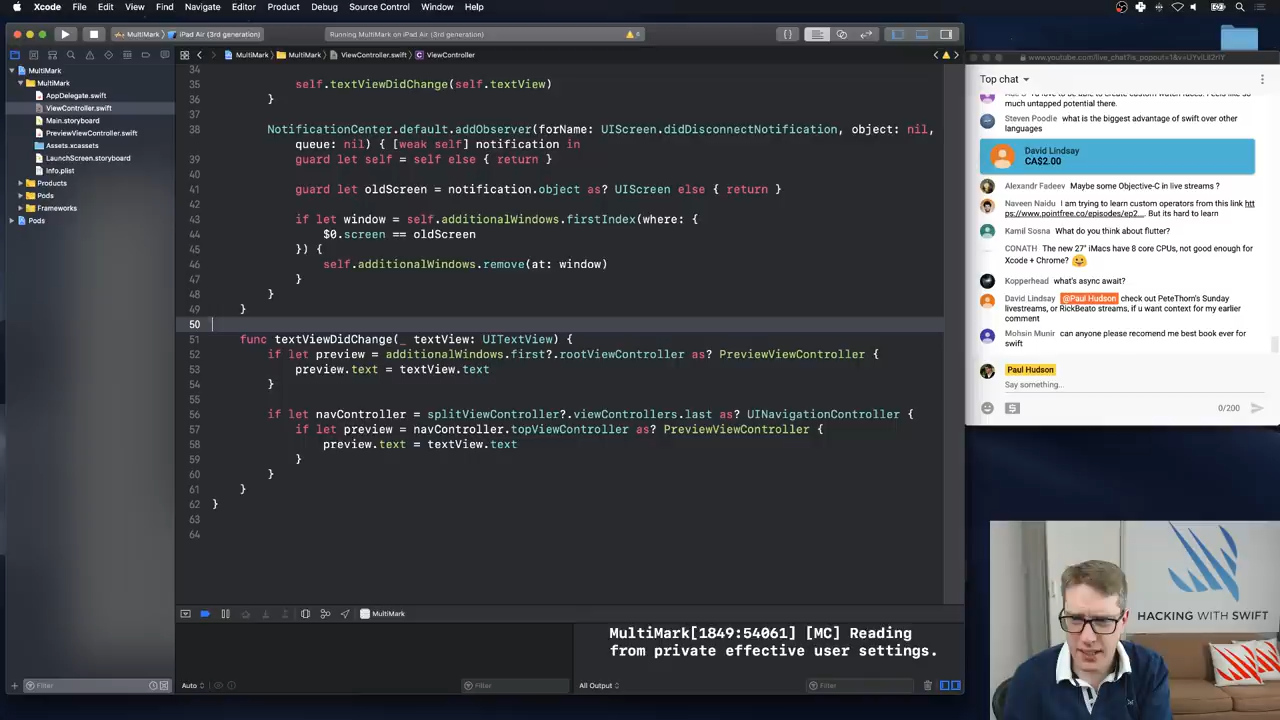 Xcode File Edit View Find Navigate Editor Product Debug Source Control Window Help
MultiMark iPad Air (3rd generation)
Running MultiMark on iPad Air (3rd generation)
6
MultiMark
MultiMark
AppDelegate.swift
ViewController.swift
Main.storyboard
PreviewViewController.swift
Assets.xcassets
LaunchScreen.storyboard
Info.plist
Products
Pods
Frameworks
Pods
Filter
MultiMark MultiMark ViewController.swift ViewController
34
35 self.textViewDidChange(self.textView)
36 }
37
38 NotificationCenter.default.addObserver(forName: UIScreen.didDisconnectNotification, object: nil,
queue: nil) { [weak self] notification in
39 guard let self = self else { return }
40
41 guard let oldScreen = notification.object as? UIScreen else { return }
42
43 if let window = self.additionalWindows.firstIndex(where: {
44 $0.screen == oldScreen
45 }) {
46 self.additionalWindows.remove(at: window)
47 }
48 }
49 }
50
51 func textViewDidChange(_ textView: UITextView) {
52 if let preview = additionalWindows.first?.rootViewController as? PreviewViewController {
53 preview.text = textView.text
54 }
55
56 if let navController = splitViewController?.viewControllers.last as? UINavigationController {
57 if let preview = navController.topViewController as? PreviewViewController {
58 preview.text = textView.text
59 }
60 }
61 }
62 }
63
64
MultiMark
MultiMark[1849:54061] [MC] Reading
from private effective user settings.
Auto
Filter
All Output
Filter
Top chat
much untapped potential there.
Steven Poodle what is the biggest advantage of swift over other
languages
David Lindsay
CA$2.00
Alexandr Fadeev Maybe some Objective-C in live streams ?
Naveen Naidu I am trying to learn custom operators from this link htt
ps://www.pointfree.co/episodes/ep2... But its hard to learn
Kamil Sosna What do you think about flutter?
CONATH The new 27" iMacs have 8 core CPUs, not good enough for
Xcode + Chrome?
Kopperhead what's async await?
David Lindsay @Paul Hudson check out PeteThorn's Sunday
livestreams, or RickBeato streams, if u want context for my earlier
comment
Mohsin Munir can anyone please recomend me best book ever for
swift
Paul Hudson
Say something...
0/200
HACKING WITH SWIFT